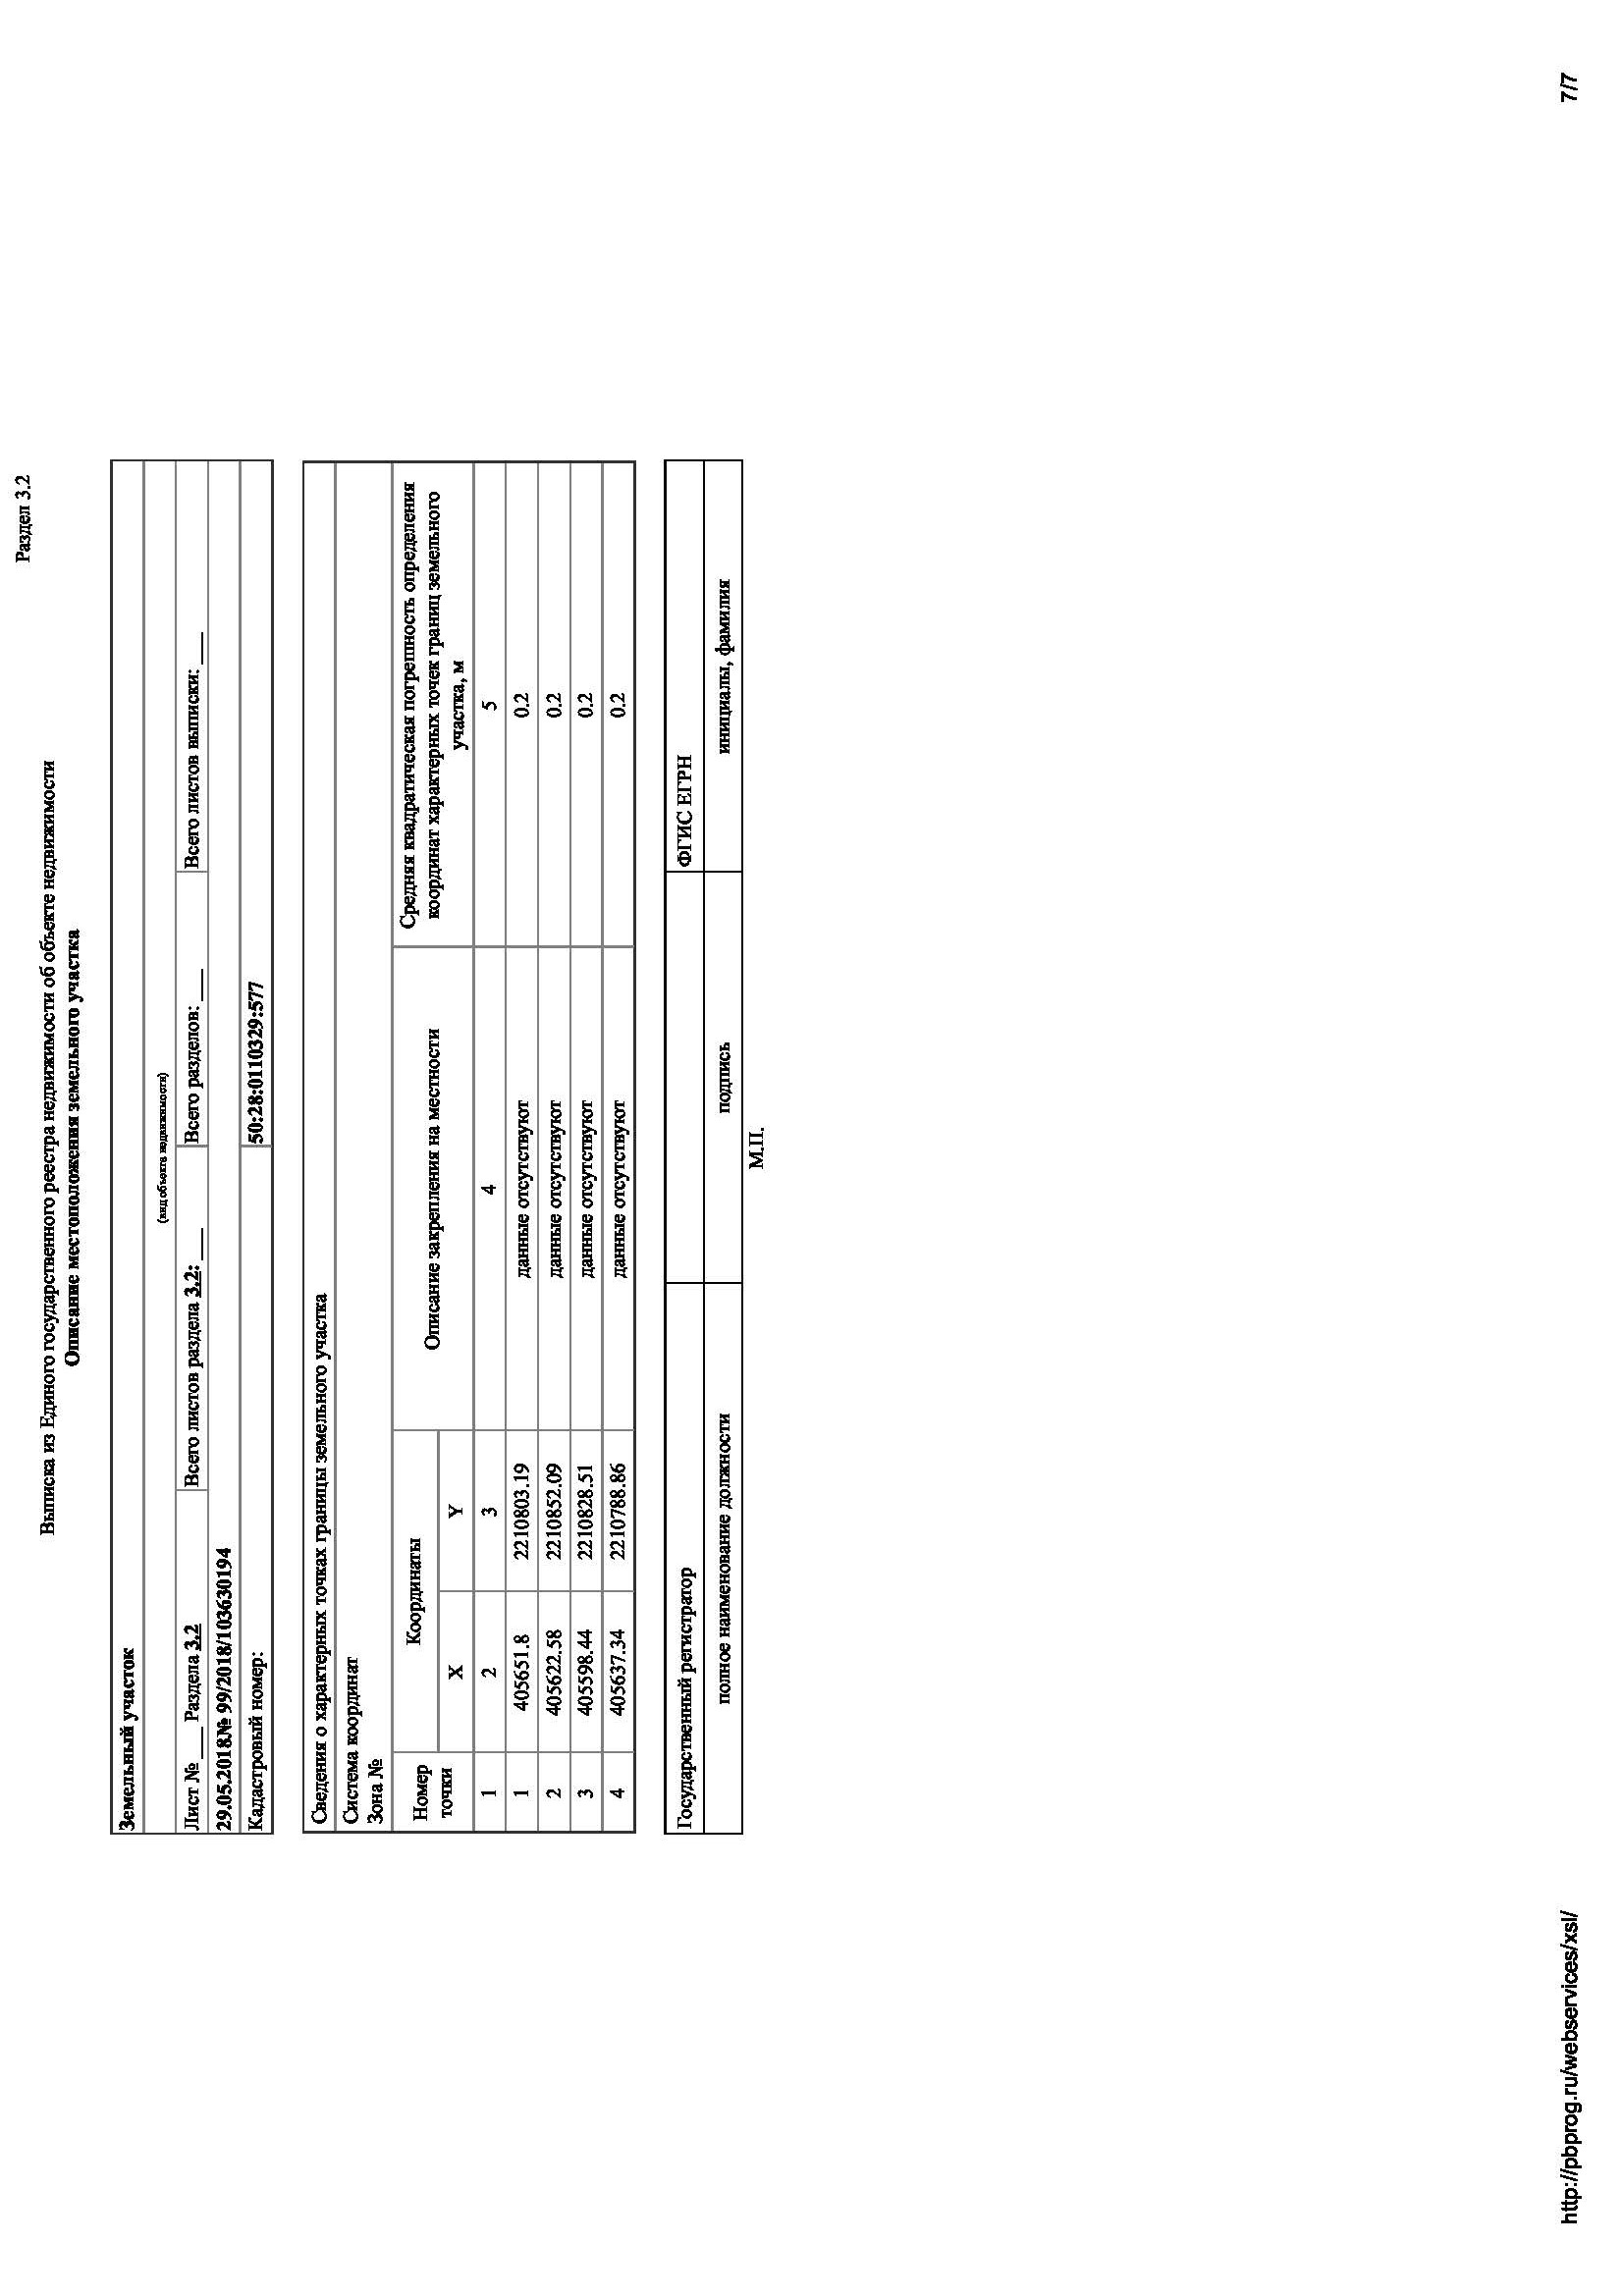 Раздел 3.2
Выписка из Единого государственного реестра недвижимости об объекте недвижимости
Описание местоположения земельного участка
Земельный участок
(вид объекта недвижимости)
Лист № ___ Раздела 3.2 Всего листов раздела 3.2: ___ Всего разделов: ___ Всего листов выписки: ___
29.05.2018№ 99/2018/103630194
Кадастровый номер: 50:28:0110329:577
Сведения о характерных точках границы земельного участка
Система координат
Зона №
Номер точки Координаты Описание закрепления на местности Средняя квадратическая погрешность определения координат характерных точек границ земельного участка, м
X Y
1 2 3 4 5
1 405651.8 2210803.19 данные отсутствуют 0.2
2 405622.58 2210852.09 данные отсутствуют 0.2
3 405598.44 2210828.51 данные отсутствуют 0.2
4 405637.34 2210788.86 данные отсутствуют 0.2
Государственный регистратор ФГИС ЕГРН
полное наименование должности подпись инициалы, фамилия
М.П.
http://pbprog.ru/webservices/xsl/ 7/7